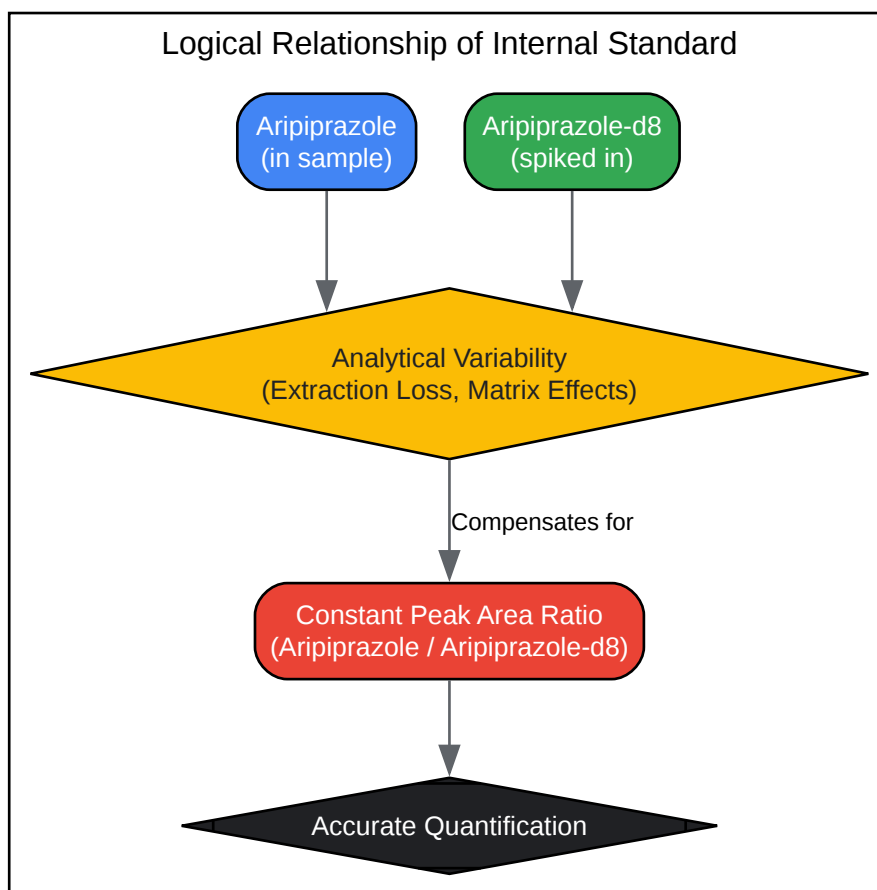 Logical Relationship of Internal Standard
Aripiprazole
(in sample)
Aripiprazole-d8
(spiked in)
Analytical Variability
(Extraction Loss, Matrix Effects)
Compensates for
Constant Peak Area Ratio
(Aripiprazole / Aripiprazole-d8)
Accurate Quantification